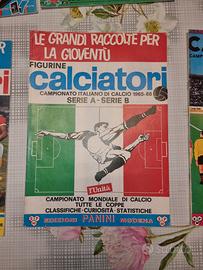 LE GRANDI RACCOLTE PER
LA GIOVENTÙ
FIGURINE
calciatori
CAMPIONATO ITALIANO DI CALCIO 1965-66
SERIE A - SERIE B
l'Unità
CAMPIONATO MONDIALE DI CALCIO
TUTTE LE COPPE
CLASSIFICHE-CURIOSITÀ-STATISTICHE
EDIZIONI PANINI MODENA
subito